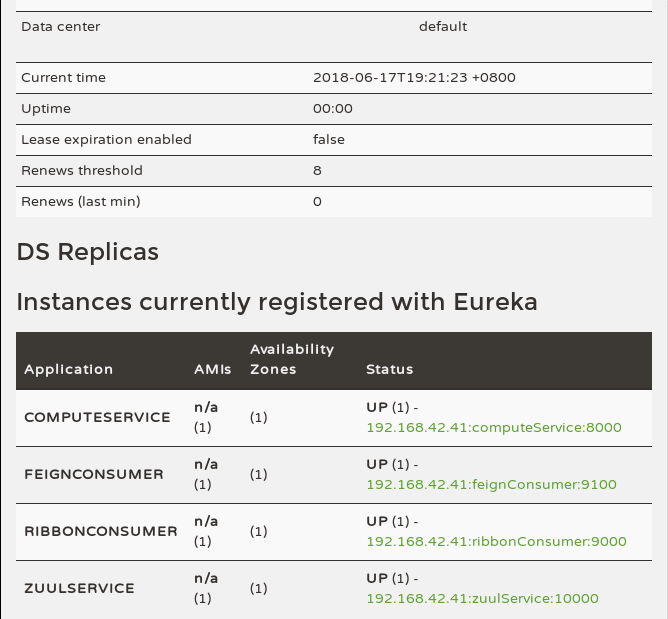 Data center default
Current time 2018-06-17T19:21:23 +0800
Uptime 00:00
Lease expiration enabled false
Renews threshold 8
Renews (last min) 0
DS Replicas
Instances currently registered with Eureka
Application AMIs Availability Zones Status
COMPUTESERVICE n/a (1) (1) UP (1) - 192.168.42.41:computeService:8000
FEIGNCONSUMER n/a (1) (1) UP (1) - 192.168.42.41:feignConsumer:9100
RIBBONCONSUMER n/a (1) (1) UP (1) - 192.168.42.41:ribbonConsumer:9000
ZUULSERVICE n/a (1) (1) UP (1) - 192.168.42.41:zuulService:10000